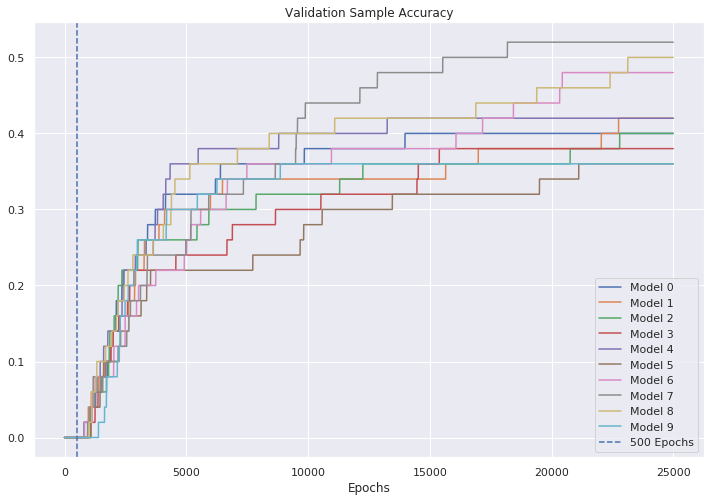 Validation Sample Accuracy
0.5
0.4
0.3
0.2
0.1
0.0
0 5000 10000 15000 20000 25000
Epochs
Model 0
Model 1
Model 2
Model 3
Model 4
Model 5
Model 6
Model 7
Model 8
Model 9
500 Epochs